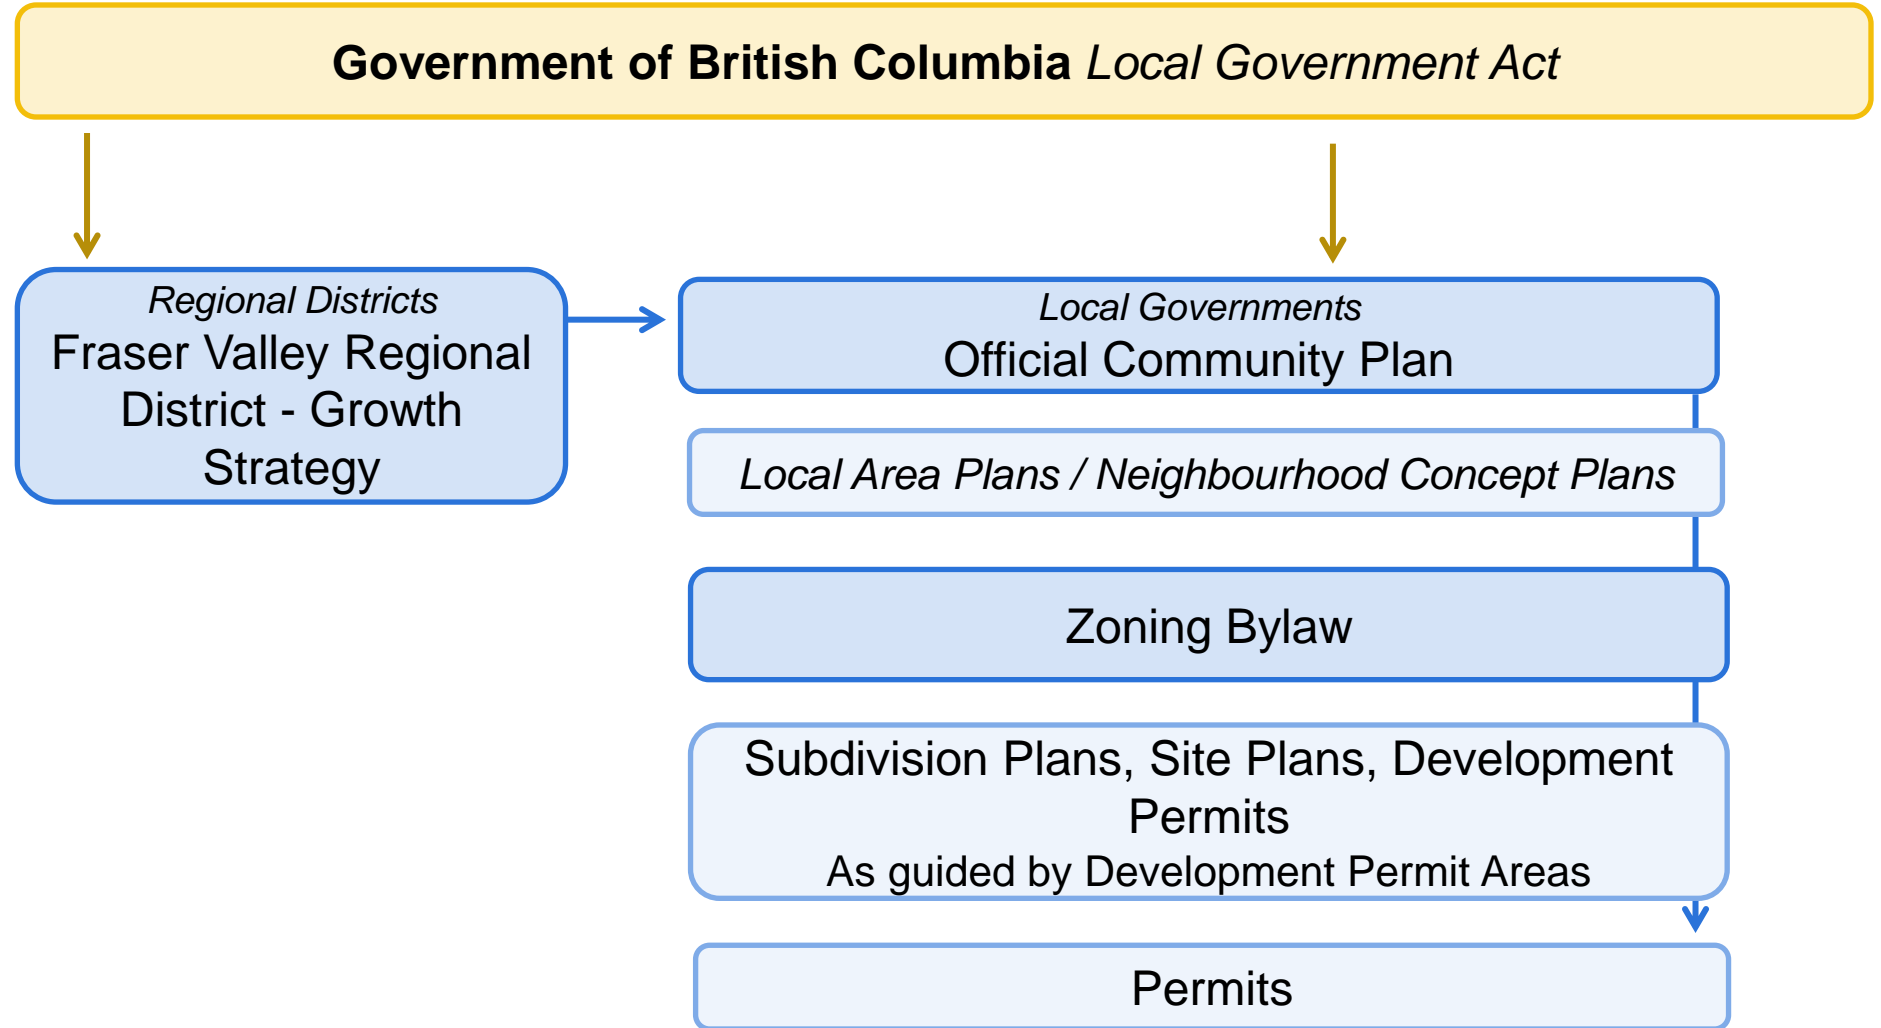 Government of British Columbia Local Government Act
Regional Districts
Fraser Valley Regional
District - Growth
Strategy
Local Governments
Official Community Plan
Local Area Plans / Neighbourhood Concept Plans
Zoning Bylaw
Subdivision Plans, Site Plans, Development
Permits
As guided by Development Permit Areas
Permits